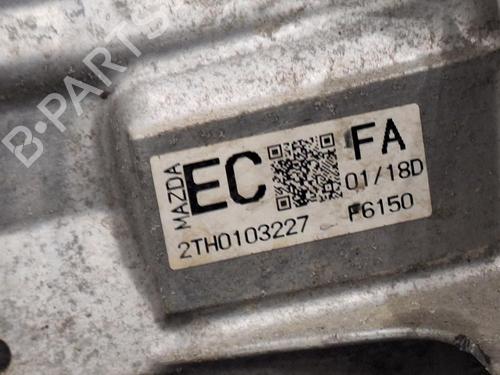 B-PARTS
MAZDA
EC
FA
01/18D
2TH0103227
F6150